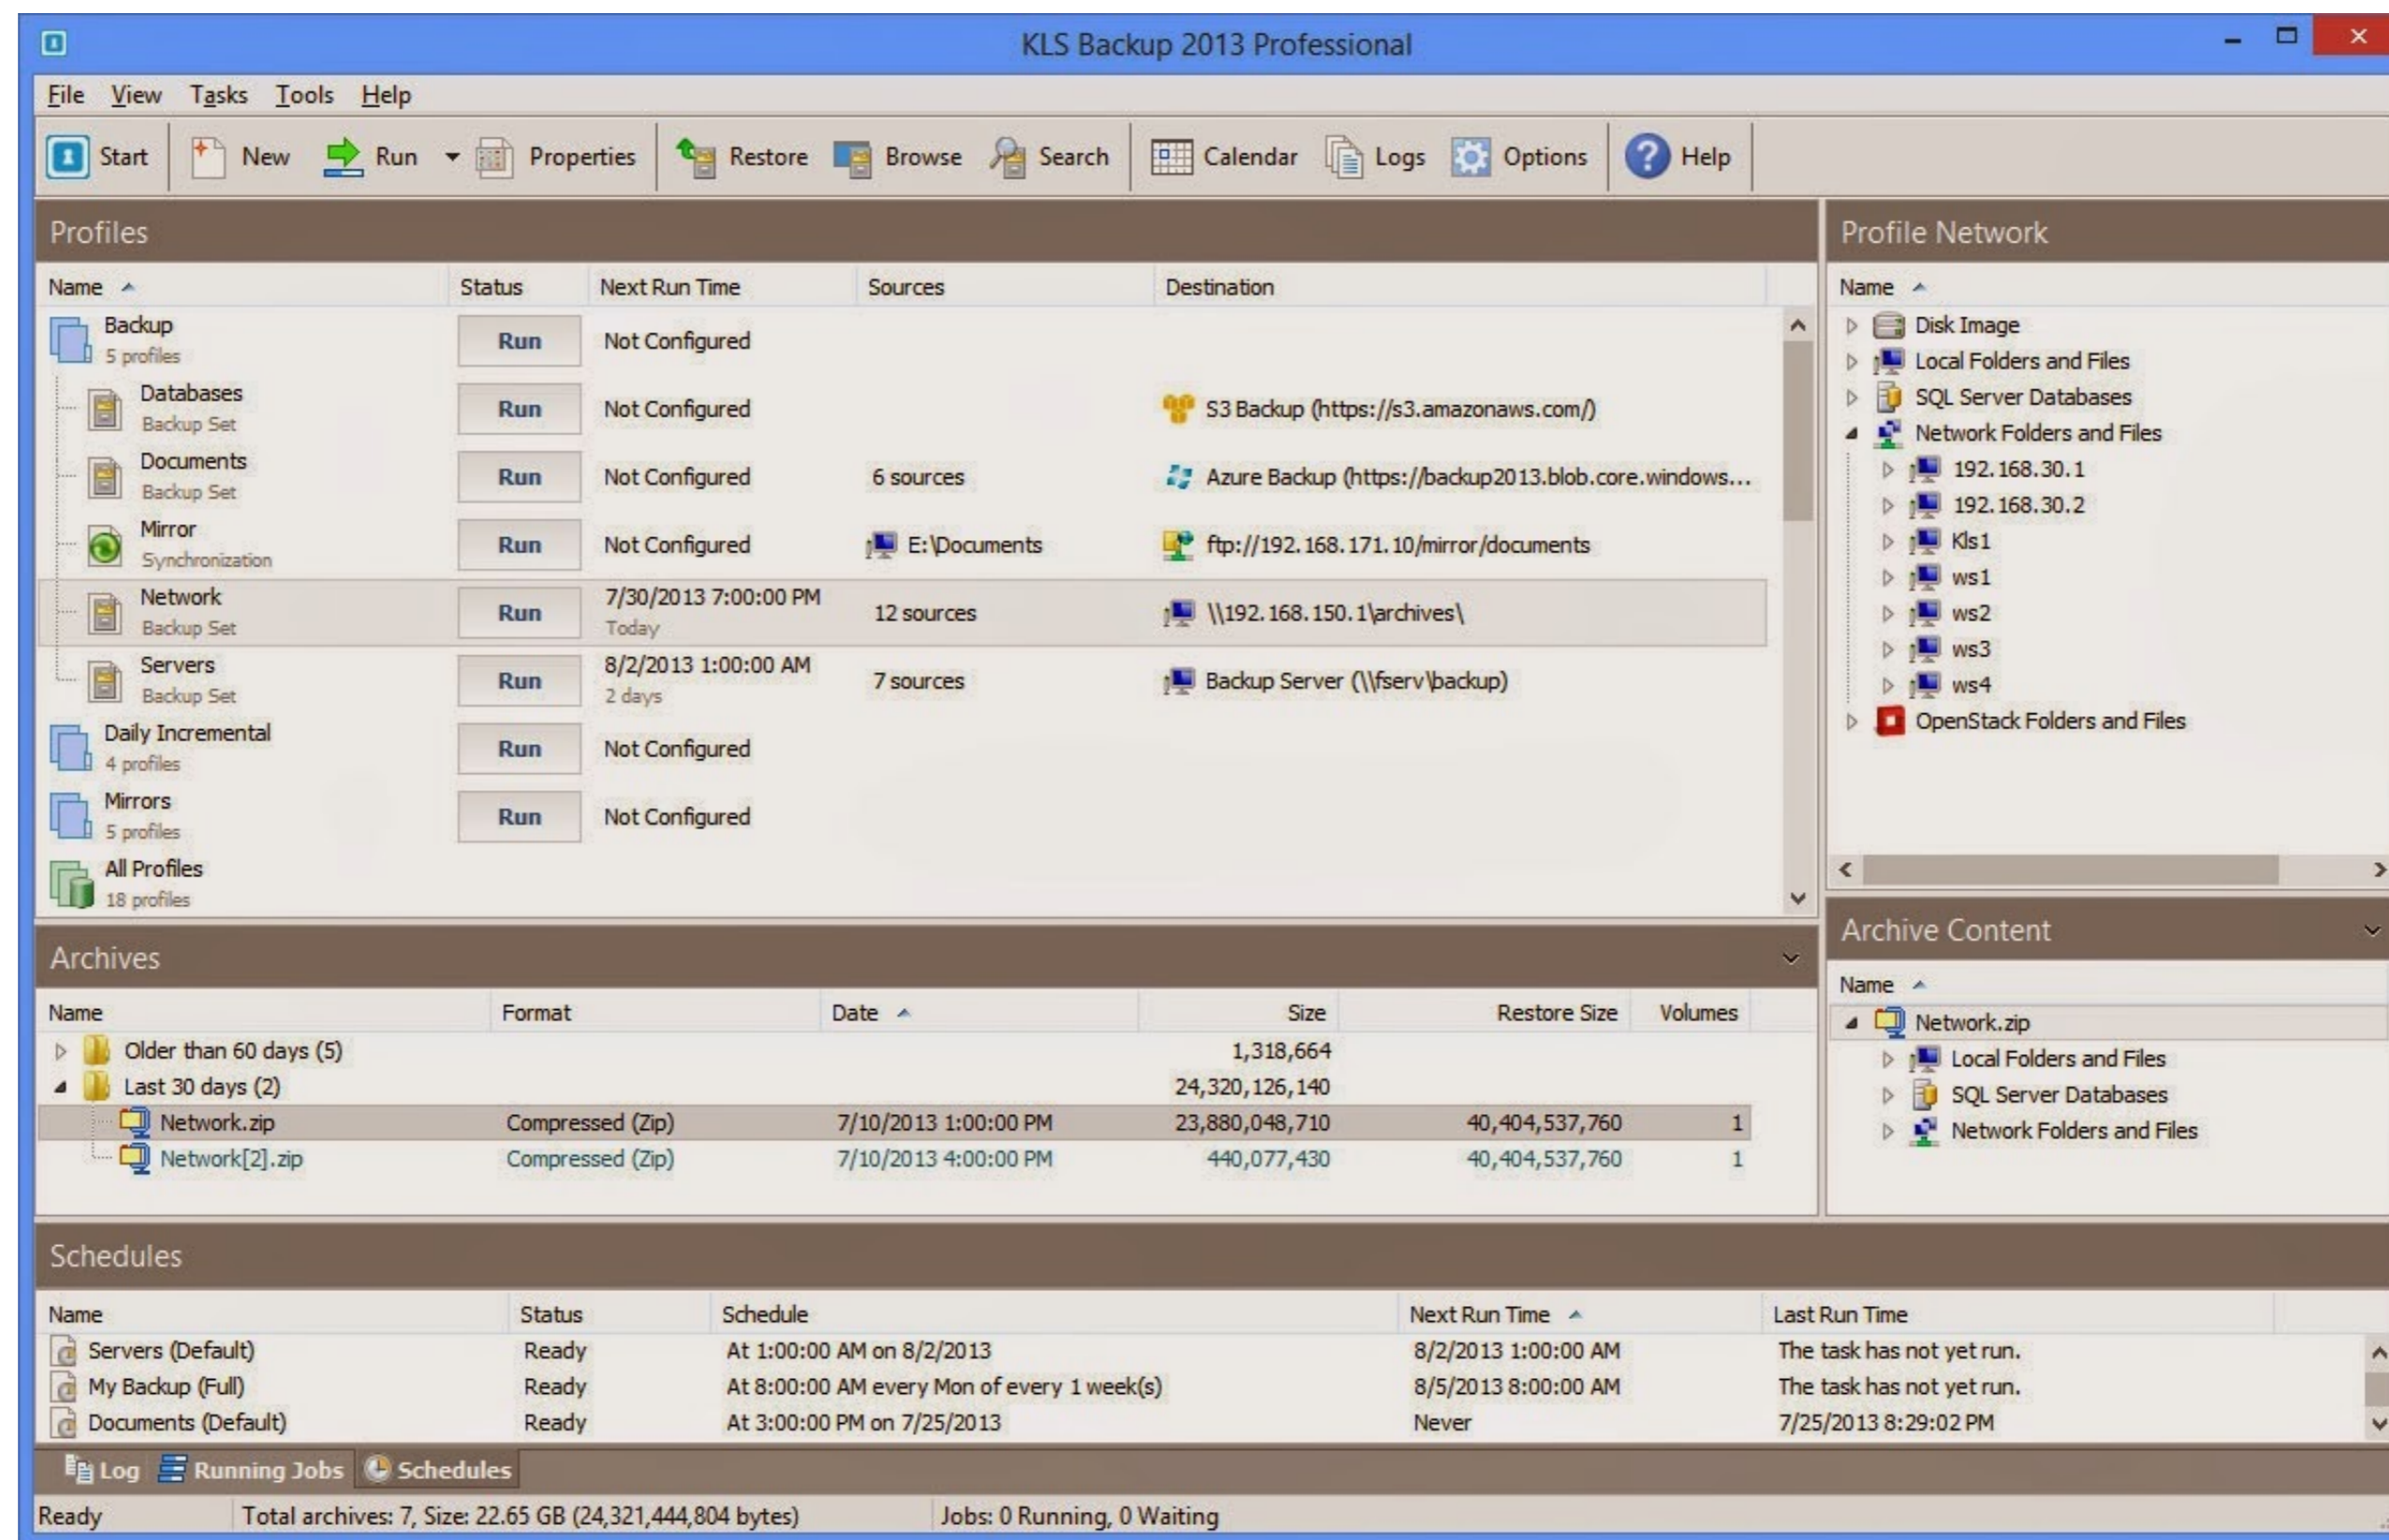 KLS Backup 2013 Professional
File View Tasks Tools Help
Start New Run Properties Restore Browse Search Calendar Logs Options Help
Profiles
Name Status Next Run Time Sources Destination
Backup
5 profiles
Run Not Configured
Databases
Backup Set
Run Not Configured S3 Backup (https://s3.amazonaws.com/)
Documents
Backup Set
Run Not Configured 6 sources Azure Backup (https://backup2013.blob.core.windows...
Mirror
Synchronization
Run Not Configured E:\Documents ftp://192.168.171.10/mirror/documents
Network
Backup Set
Run 7/30/2013 7:00:00 PM
Today
12 sources \\192.168.150.1\archives\
Servers
Backup Set
Run 8/2/2013 1:00:00 AM
2 days
7 sources Backup Server (\\fserv\backup)
Daily Incremental
4 profiles
Run Not Configured
Mirrors
5 profiles
Run Not Configured
All Profiles
18 profiles
Profile Network
Name
Disk Image
Local Folders and Files
SQL Server Databases
Network Folders and Files
192.168.30.1
192.168.30.2
Kls1
ws1
ws2
ws3
ws4
OpenStack Folders and Files
Archives
Name Format Date Size Restore Size Volumes
Older than 60 days (5) 1,318,664
Last 30 days (2) 24,320,126,140
Network.zip Compressed (Zip) 7/10/2013 1:00:00 PM 23,880,048,710 40,404,537,760 1
Network[2].zip Compressed (Zip) 7/10/2013 4:00:00 PM 440,077,430 40,404,537,760 1
Archive Content
Name
Network.zip
Local Folders and Files
SQL Server Databases
Network Folders and Files
Schedules
Name Status Schedule Next Run Time Last Run Time
Servers (Default) Ready At 1:00:00 AM on 8/2/2013 8/2/2013 1:00:00 AM The task has not yet run.
My Backup (Full) Ready At 8:00:00 AM every Mon of every 1 week(s) 8/5/2013 8:00:00 AM The task has not yet run.
Documents (Default) Ready At 3:00:00 PM on 7/25/2013 Never 7/25/2013 8:29:02 PM
Log Running Jobs Schedules
Ready Total archives: 7, Size: 22.65 GB (24,321,444,804 bytes) Jobs: 0 Running, 0 Waiting